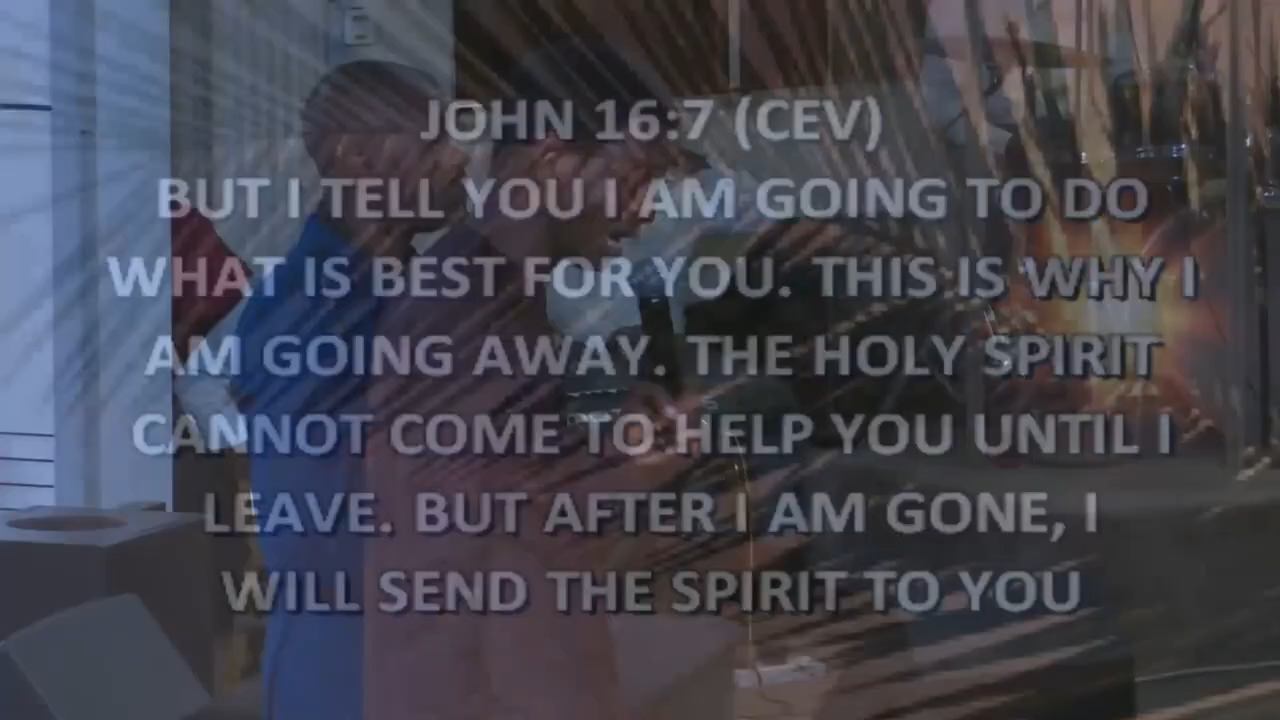 JOHN 16:7 (CEV)
BUT I TELL YOU I AM GOING TO DO
WHAT IS BEST FOR YOU. THIS IS WHY I
AM GOING AWAY. THE HOLY SPIRIT
CANNOT COME TO HELP YOU UNTIL I
LEAVE. BUT AFTER I AM GONE, I
WILL SEND THE SPIRIT TO YOU